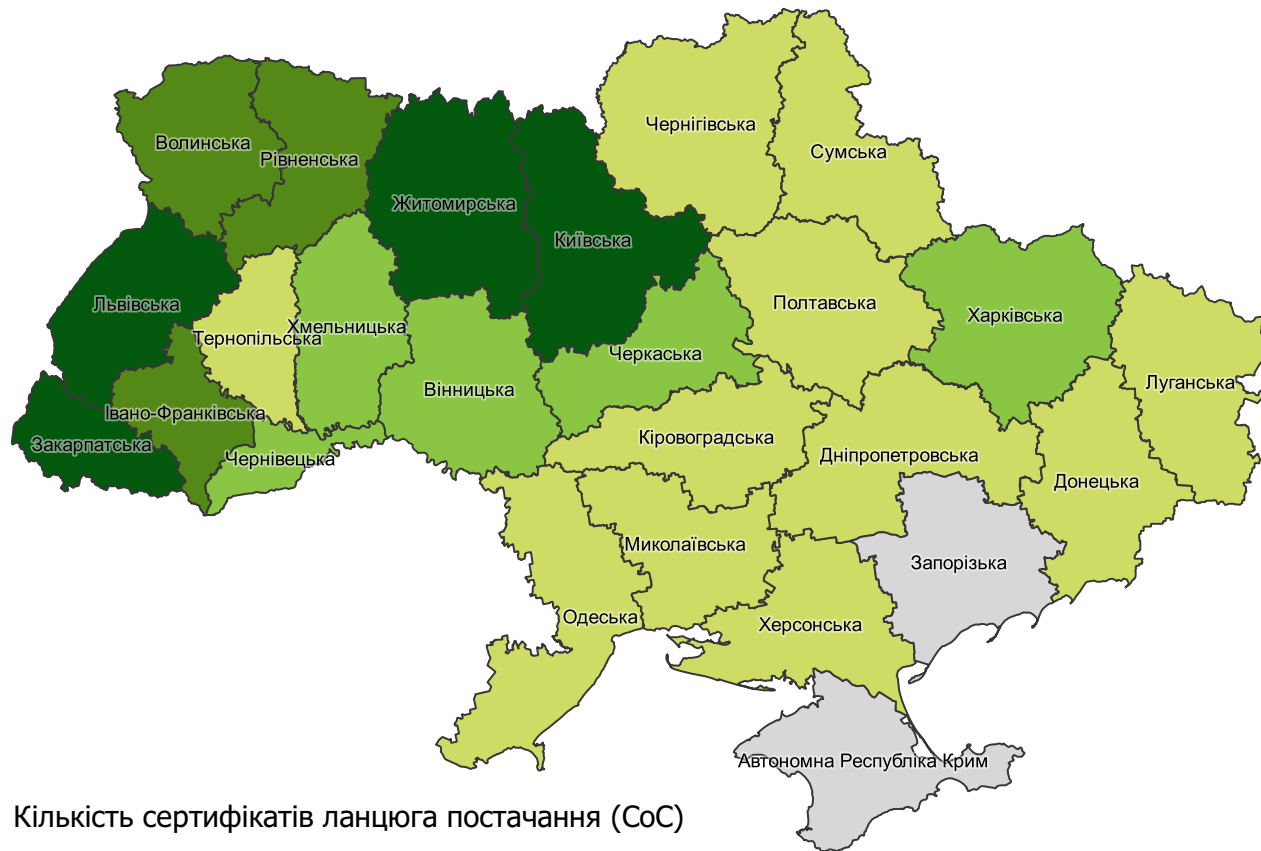 Чернігівська
Волинська
Сумська
Рівненська
Житомирська
Київська
Львівська
Полтавська
Харківська
Хмельницька
Тернопільська
Черкаська
Луганська
Вінницька
Івано-Франківська
Закарпатська
Кіровоградська
Чернівецька
Дніпропетровська
Донецька
Миколаївська
Запорізька
Одеська
Херсонська
Автономна Республіка Крим
Кількість сертифікатів ланцюга постачання (CoC)